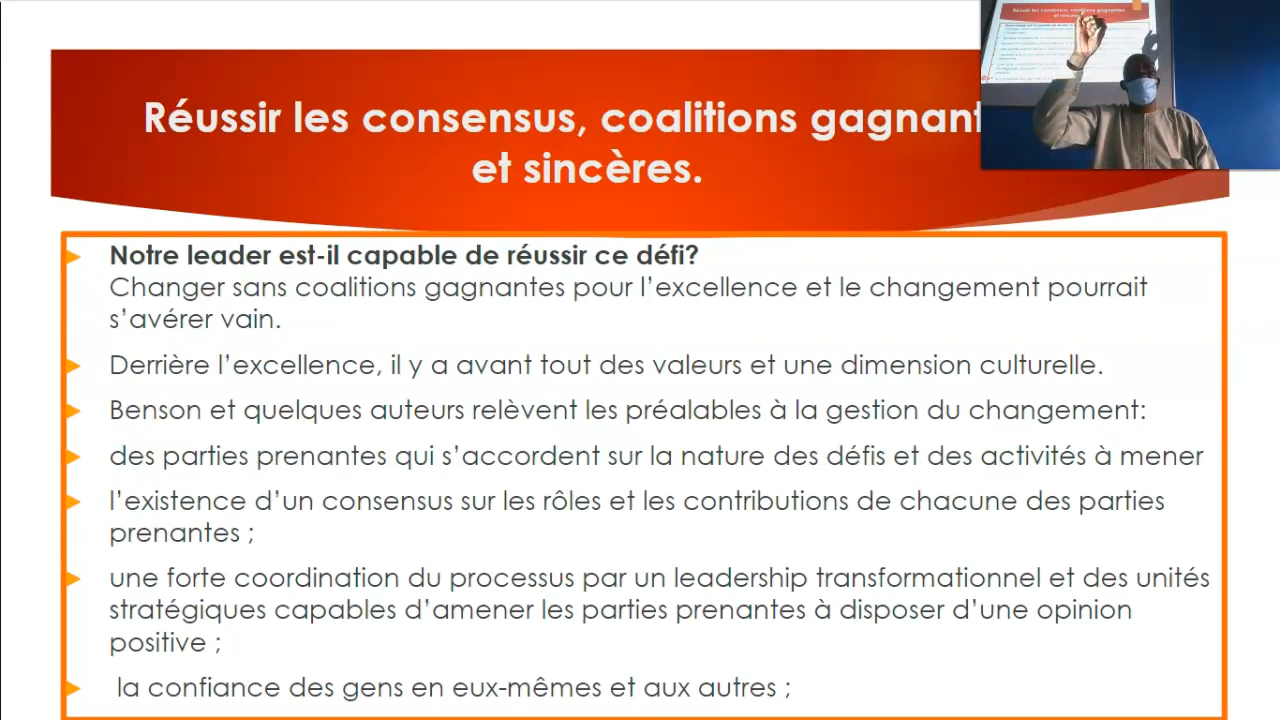 Réussir les consensus, coalitions gagnant
et sincères.
Notre leader est-il capable de réussir ce défi?
Changer sans coalitions gagnantes pour l’excellence et le changement pourrait
s’avérer vain.
Derrière l’excellence, il y a avant tout des valeurs et une dimension culturelle.
Benson et quelques auteurs relèvent les préalables à la gestion du changement:
des parties prenantes qui s’accordent sur la nature des défis et des activités à mener
l’existence d’un consensus sur les rôles et les contributions de chacune des parties
prenantes ;
une forte coordination du processus par un leadership transformationnel et des unités
stratégiques capables d’amener les parties prenantes à disposer d’une opinion
positive ;
la confiance des gens en eux-mêmes et aux autres ;